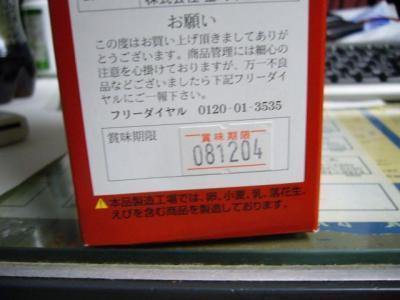 お願い
この度はお買い上げ頂きましてありが
とうございます。商品管理には細心の
注意を心掛けておりますが、万一不良
品などございましたら下記フリーダイ
ヤルにご一報下さい。
フリーダイヤル 0120-01-3535
賞味期限
賞味期限
081204
⚠本品製造工場では、卵、小麦、乳、落花生、
えびを含む商品を製造しております。